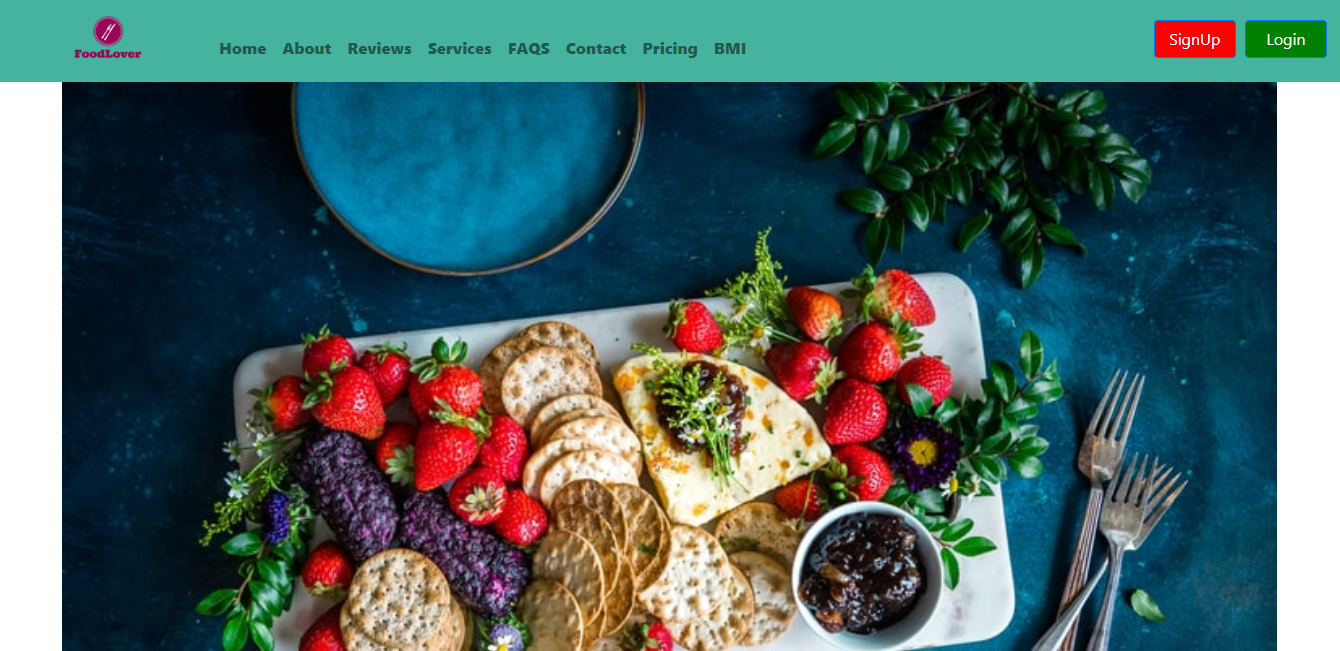 FoodLover
Home About Reviews Services FAQS Contact Pricing BMI
SignUp Login